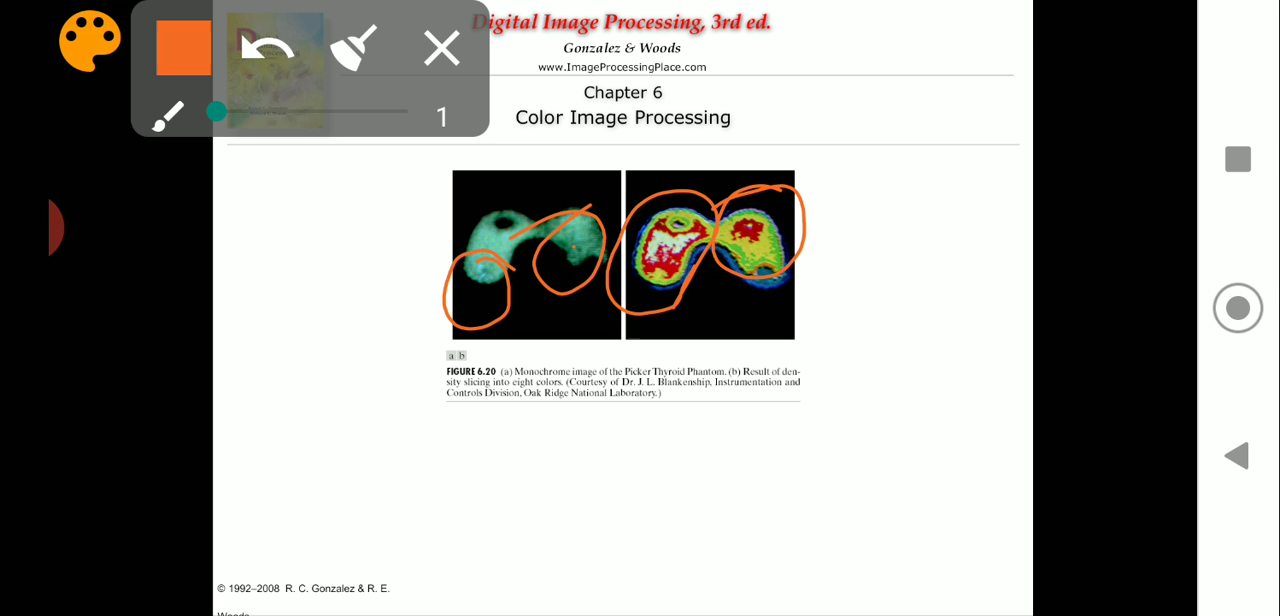 Digital Image Processing, 3rd ed.
Gonzalez & Woods
www.ImageProcessingPlace.com
1
Chapter 6
Color Image Processing
a b
FIGURE 6.20 (a) Monochrome image of the Picker Thyroid Phantom. (b) Result of den-
sity slicing into eight colors. (Courtesy of Dr. J. L. Blankenship, Instrumentation and
Controls Division, Oak Ridge National Laboratory.)
© 1992–2008 R. C. Gonzalez & R. E.
Woods